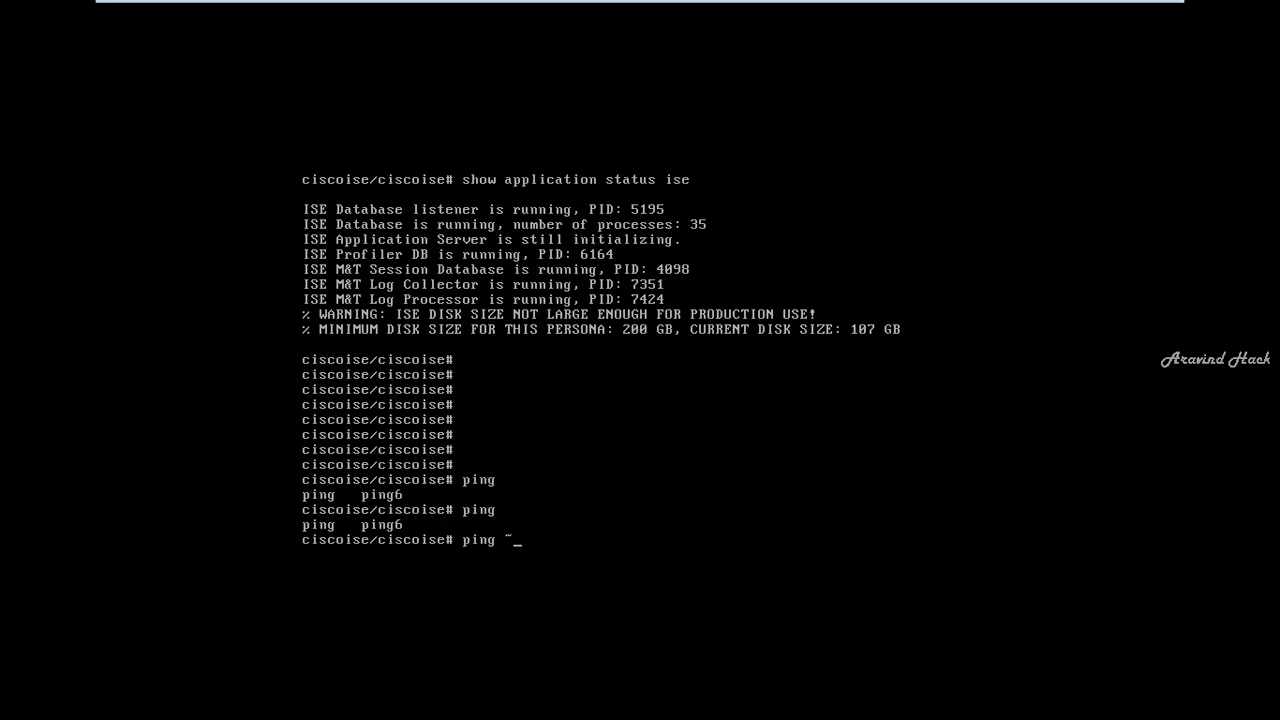 ciscoise/ciscoise# show application status ise
ISE Database listener is running, PID: 5195
ISE Database is running, number of processes: 35
ISE Application Server is still initializing.
ISE Profiler DB is running, PID: 6164
ISE M&T Session Database is running, PID: 4098
ISE M&T Log Collector is running, PID: 7351
ISE M&T Log Processor is running, PID: 7424
% WARNING: ISE DISK SIZE NOT LARGE ENOUGH FOR PRODUCTION USE!
% MINIMUM DISK SIZE FOR THIS PERSONA: 200 GB, CURRENT DISK SIZE: 107 GB
ciscoise/ciscoise#
ciscoise/ciscoise#
ciscoise/ciscoise#
ciscoise/ciscoise#
ciscoise/ciscoise#
ciscoise/ciscoise#
ciscoise/ciscoise#
ciscoise/ciscoise#
ciscoise/ciscoise# ping
ping   ping6
ciscoise/ciscoise# ping
ping   ping6
ciscoise/ciscoise# ping ~_
Aravind Hack